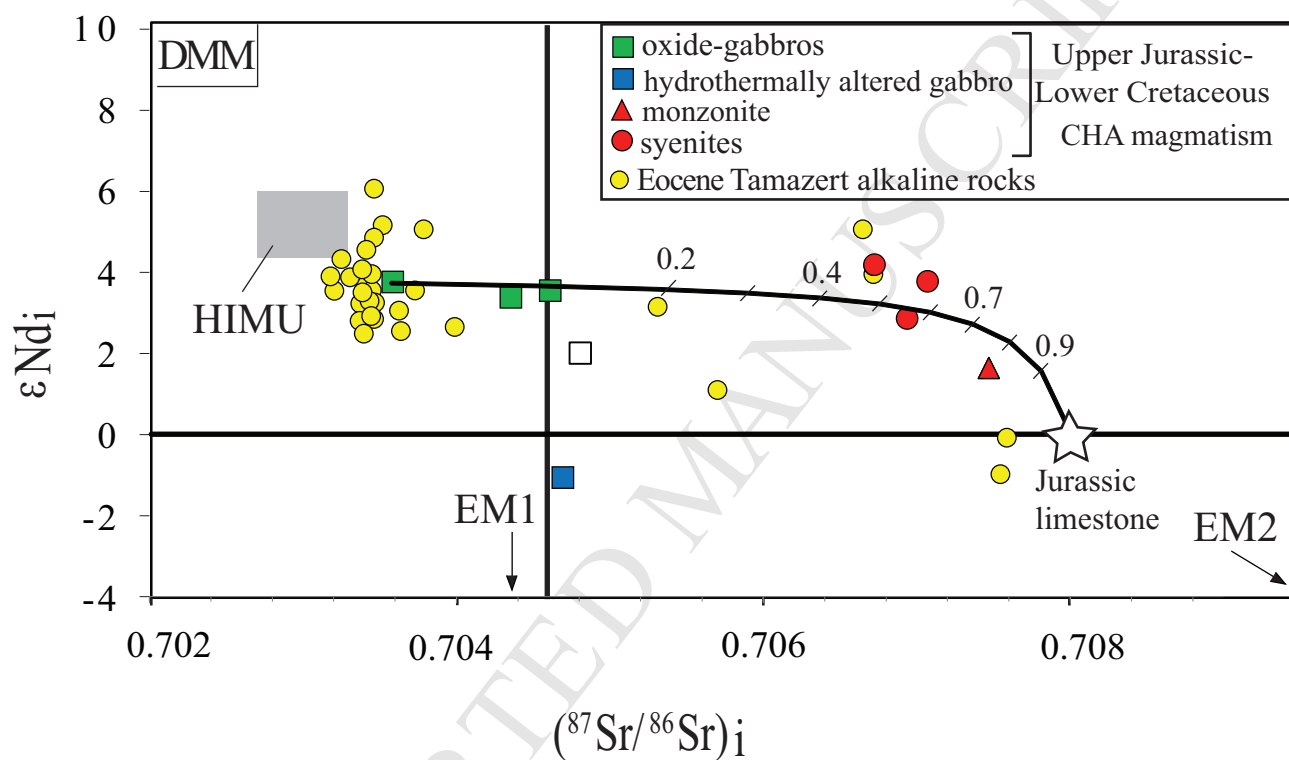 10
8
6
4
2
0
-2
-4
εNdi
DMM
HIMU
oxide-gabbros
hydrothermally altered gabbro
monzonite
syenites
Eocene Tamazert alkaline rocks
Upper Jurassic-
Lower Cretaceous
CHA magmatism
0.2
0.4
0.7
0.9
EM1
Jurassic
limestone
EM2
0.702
0.704
0.706
0.708
(⁸⁷Sr/⁸⁶Sr)i
RTED MANUSCRI